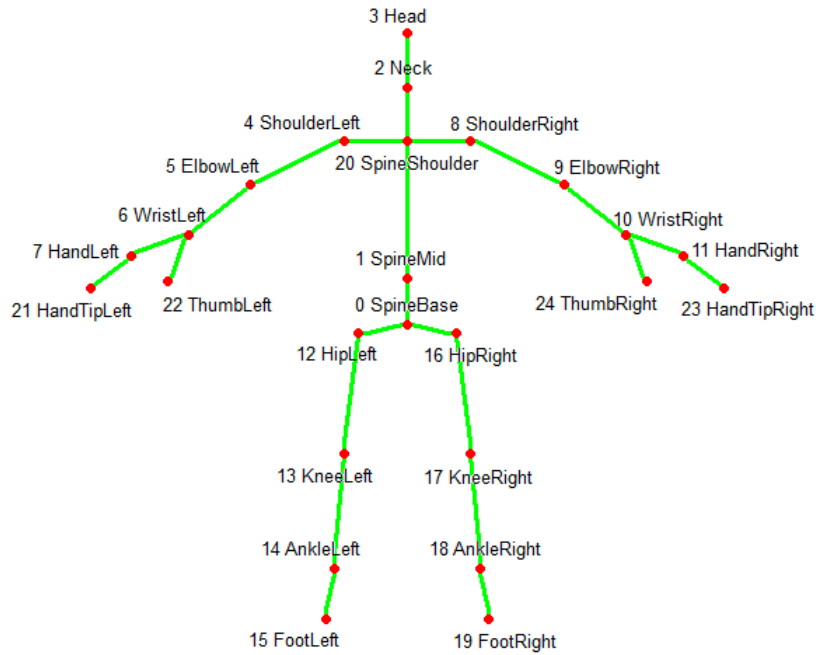 3 Head
2 Neck
4 ShoulderLeft
8 ShoulderRight
20 SpineShoulder
5 ElbowLeft
9 ElbowRight
6 WristLeft
10 WristRight
7 HandLeft
11 HandRight
1 SpineMid
21 HandTipLeft
22 ThumbLeft
0 SpineBase
24 ThumbRight
23 HandTipRight
12 HipLeft
16 HipRight
13 KneeLeft
17 KneeRight
14 AnkleLeft
18 AnkleRight
15 FootLeft
19 FootRight